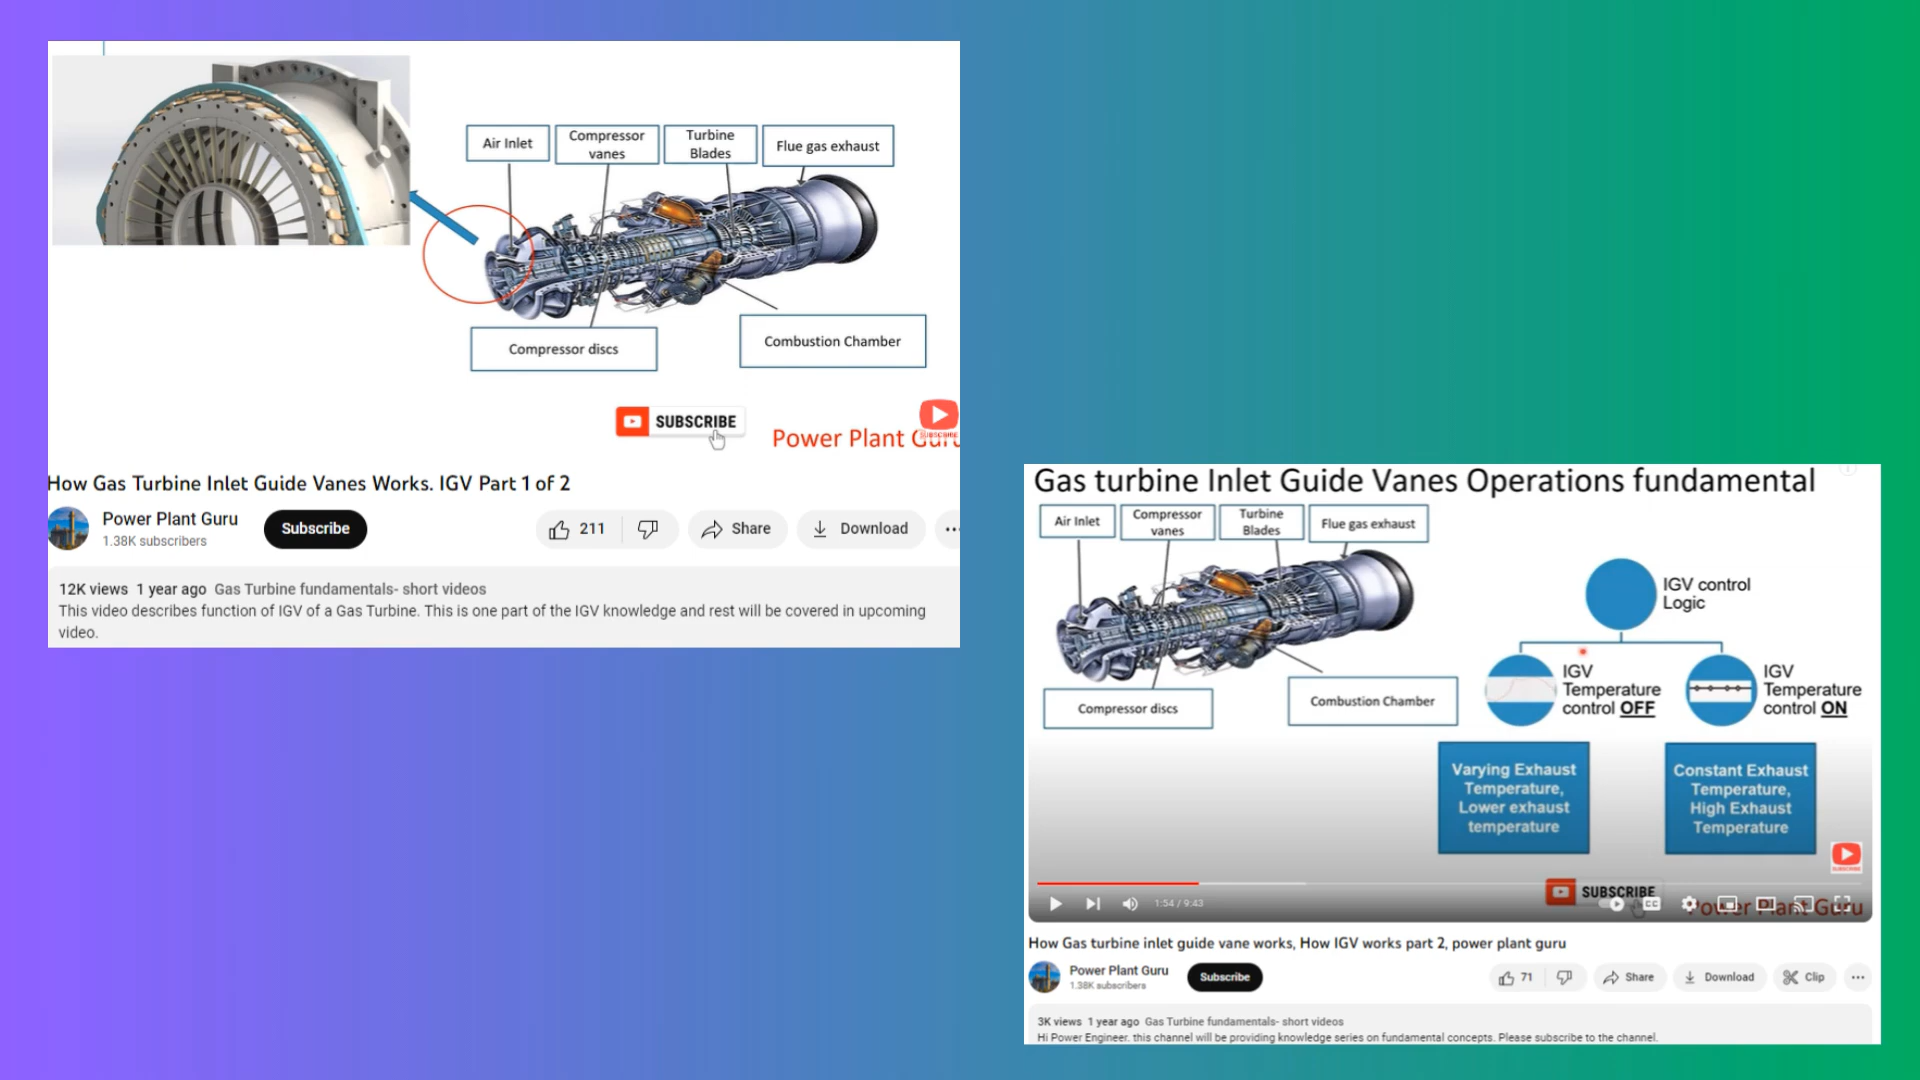 Air Inlet
Compressor
vanes
Turbine
Blades
Flue gas exhaust
Compressor discs
Combustion Chamber
SUBSCRIBE
Power Plant Guru
SUBSCRIBE
How Gas Turbine Inlet Guide Vanes Works. IGV Part 1 of 2
Power Plant Guru
1.38K subscribers
Subscribe
211
Share
Download
12K views 1 year ago Gas Turbine fundamentals- short videos
This video describes function of IGV of a Gas Turbine. This is one part of the IGV knowledge and rest will be covered in upcoming
video.
Gas turbine Inlet Guide Vanes Operations fundamental
Air Inlet
Compressor
vanes
Turbine
Blades
Flue gas exhaust
Compressor discs
Combustion Chamber
IGV control
Logic
IGV
Temperature
control OFF
IGV
Temperature
control ON
Varying Exhaust
Temperature,
Lower exhaust
temperature
Constant Exhaust
Temperature,
High Exhaust
Temperature
SUBSCRIBE
SUBSCRIBE
Power Plant Guru
1:54 / 9:43
CC
How Gas turbine inlet guide vane works, How IGV works part 2, power plant guru
Power Plant Guru
1.38K subscribers
Subscribe
71
Share
Download
Clip
3K views 1 year ago Gas Turbine fundamentals- short videos
Hi Power Engineer. this channel will be providing knowledge series on fundamental concepts. Please subscribe to the channel.